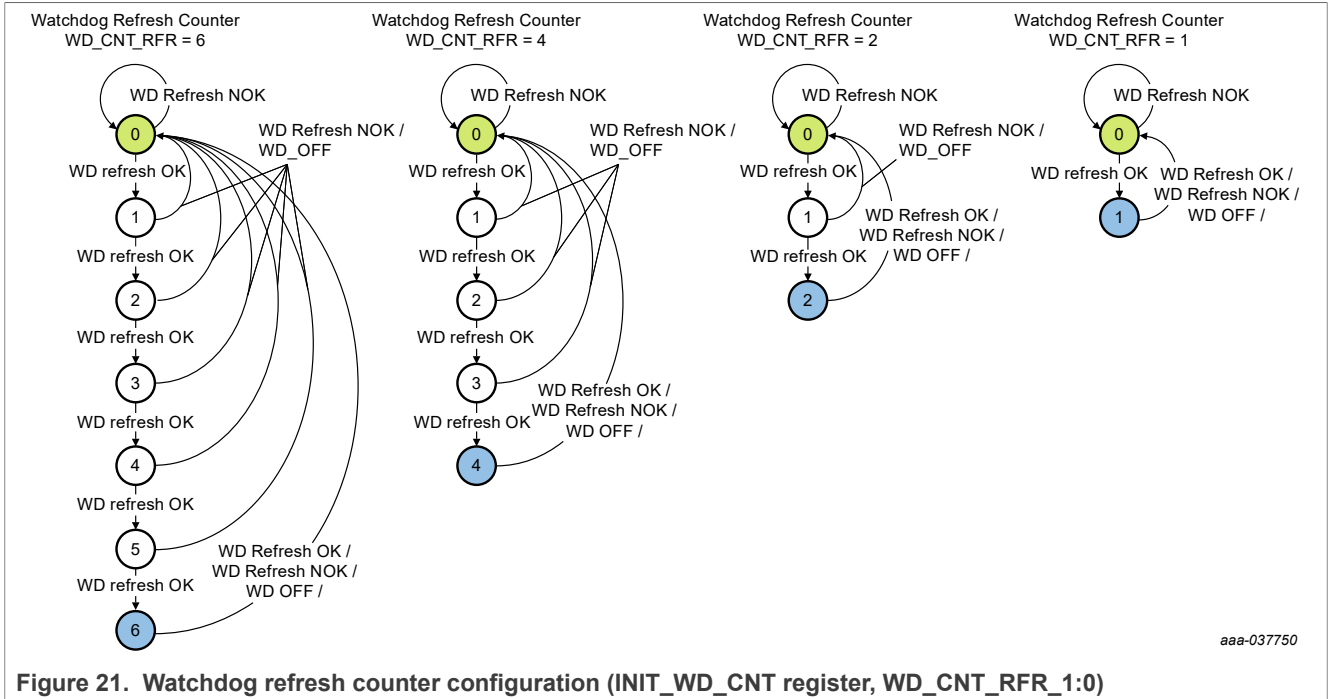 Watchdog Refresh Counter
WD_CNT_RFR = 6
WD Refresh NOK
0
WD Refresh NOK /
WD_OFF
WD refresh OK
1
WD refresh OK
2
WD refresh OK
3
WD refresh OK
4
WD refresh OK
5
WD refresh OK
WD Refresh OK /
WD Refresh NOK /
WD OFF /
6
Watchdog Refresh Counter
WD_CNT_RFR = 4
WD Refresh NOK
0
WD Refresh NOK /
WD_OFF
WD refresh OK
1
WD refresh OK
2
WD refresh OK
3
WD refresh OK
WD Refresh OK /
WD Refresh NOK /
WD OFF /
4
Watchdog Refresh Counter
WD_CNT_RFR = 2
WD Refresh NOK
0
WD Refresh NOK /
WD_OFF
WD refresh OK
1
WD refresh OK
WD Refresh OK /
WD Refresh NOK /
WD OFF /
2
Watchdog Refresh Counter
WD_CNT_RFR = 1
WD Refresh NOK
0
WD refresh OK
WD Refresh OK /
WD Refresh NOK /
WD OFF /
1
aaa-037750
Figure 21. Watchdog refresh counter configuration (INIT_WD_CNT register, WD_CNT_RFR_1:0)